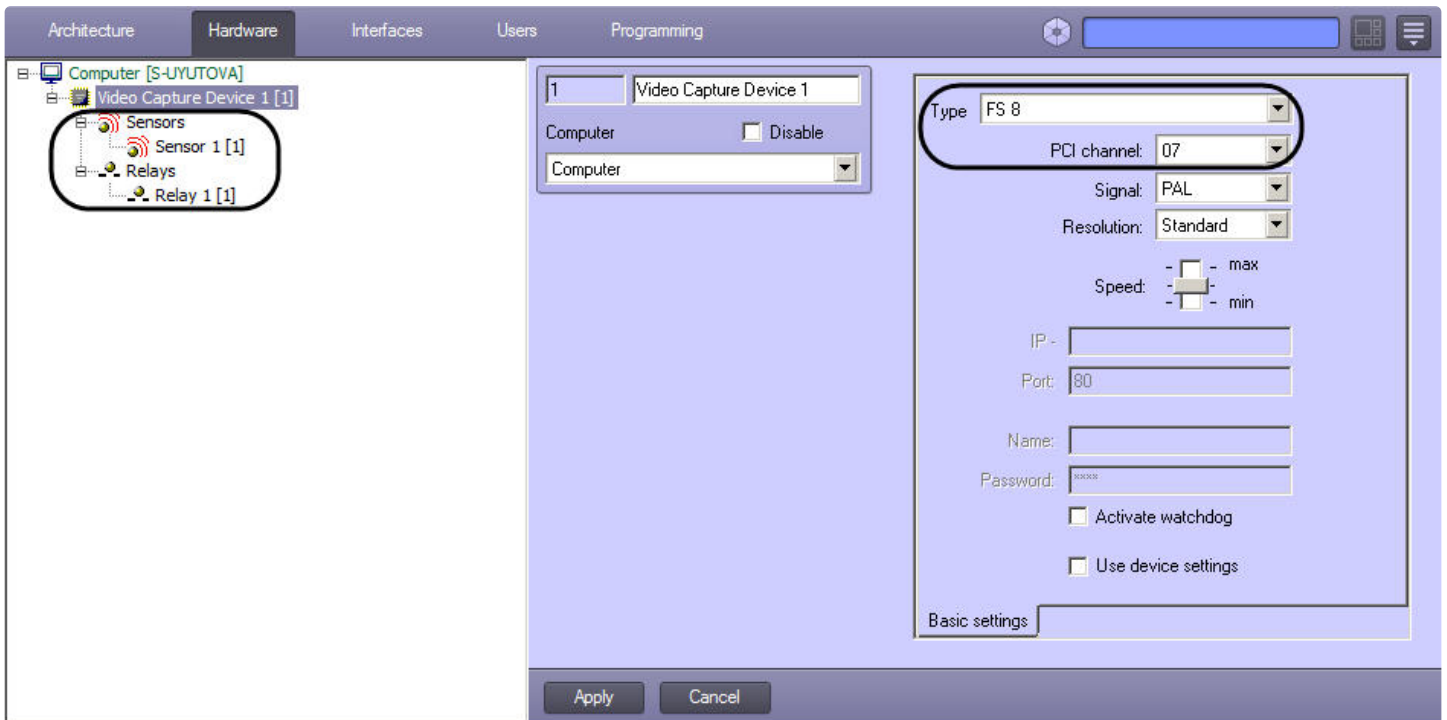 Architecture Hardware Interfaces Users Programming
Computer [S-UYUTOVA]
Video Capture Device 1 [1]
Sensors
Sensor 1 [1]
Relays
Relay 1 [1]
1 Video Capture Device 1
Computer Disable
Computer
Type FS 8
PCI channel: 07
Signal: PAL
Resolution: Standard
max
Speed:
min
IP -
Port: 80
Name:
Password: ××××
Activate watchdog
Use device settings
Basic settings
Apply Cancel